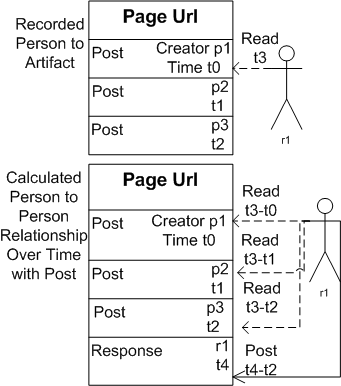 Recorded
Person to
Artifact
Page Url
Post Creator p1
Time t0
Post p2
t1
Post p3
t2
Read
t3
r1
Calculated
Person to
Person
Relationship
Over Time
with Post
Page Url
Post Creator p1
Time t0
Post p2
t1
Post p3
t2
Response r1
t4
Read
t3-t0
Read
t3-t1
Read
t3-t2
Post
t4-t2
r1